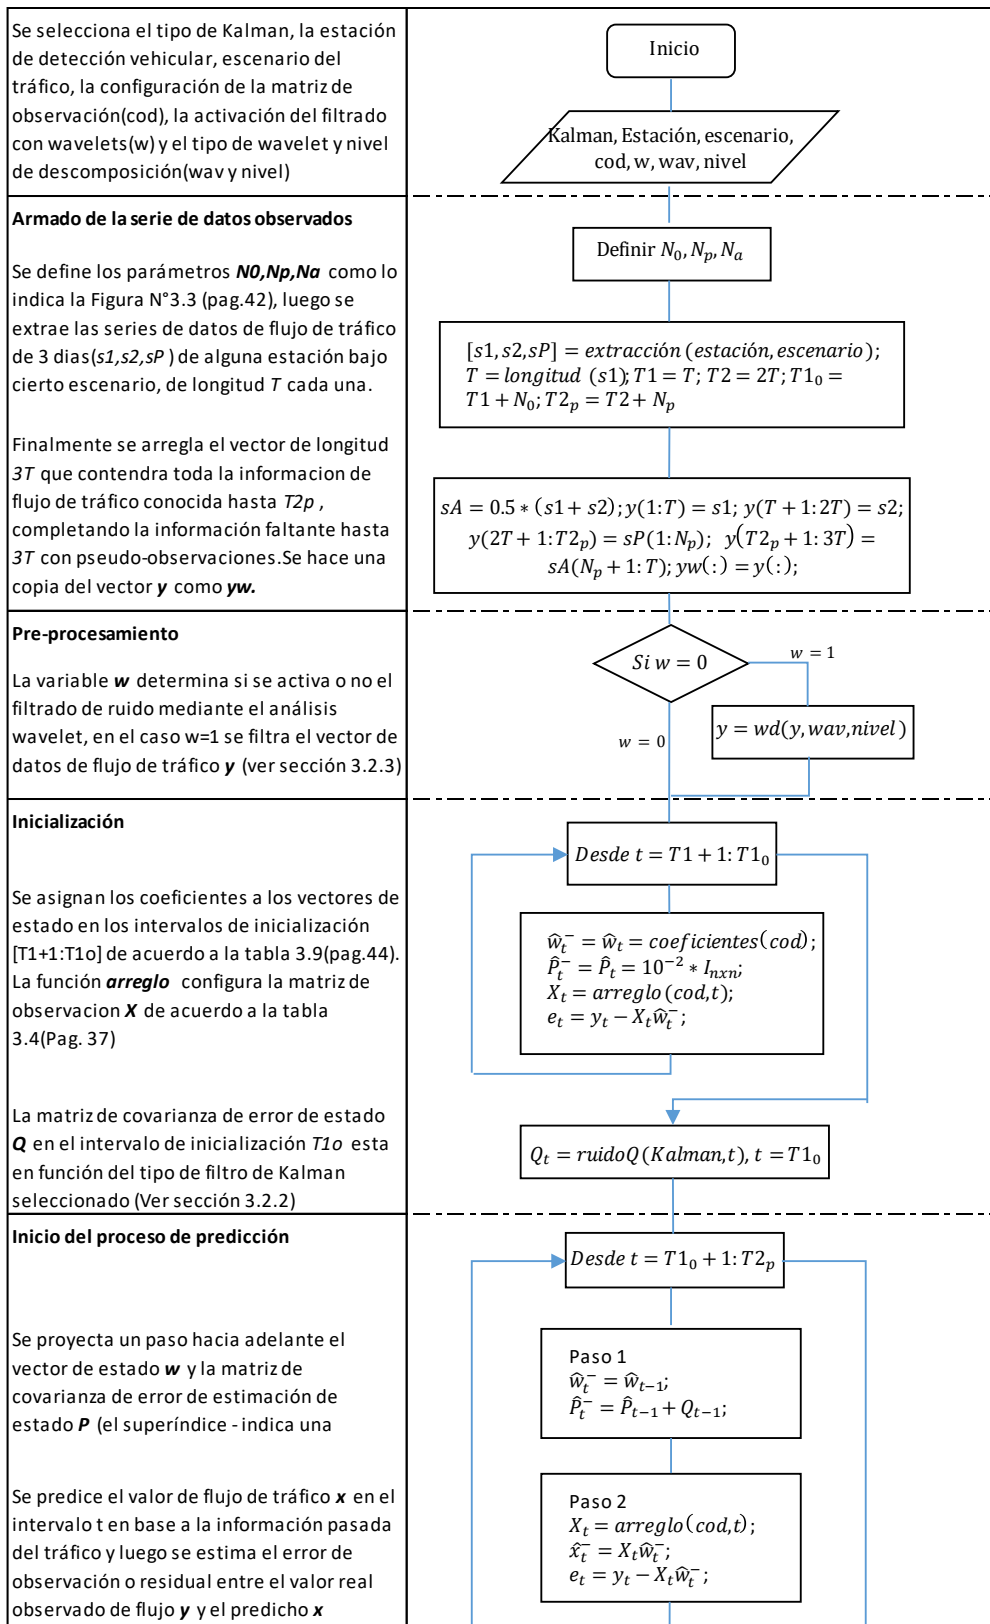 Se selecciona el tipo de Kalman, la estación
de detección vehicular, escenario del
tráfico, la configuración de la matriz de
observación(cod), la activación del filtrado
con wavelets(w) y el tipo de wavelet y nivel
de descomposición(wav y nivel)
Inicio
Kalman, Estación, escenario,
cod, w, wav, nivel
Armado de la serie de datos observados
Se define los parámetros N0,Np,Na como lo
indica la Figura N°3.3 (pag.42), luego se
extrae las series de datos de flujo de tráfico
de 3 dias(s1,s2,sP ) de alguna estación bajo
cierto escenario, de longitud T cada una.
Finalmente se arregla el vector de longitud
3T que contendra toda la informacion de
flujo de tráfico conocida hasta T2p ,
completando la información faltante hasta
3T con pseudo-observaciones.Se hace una
copia del vector y como yw.
Definir N₀, Nₚ, Nₐ
[s1, s2, sP] = extracción (estación, escenario);
T = longitud (s1); T1 = T; T2 = 2T; T1₀ =
T1 + N₀; T2ₚ = T2 + Nₚ
sA = 0.5 * (s1 + s2); y(1: T) = s1; y(T + 1: 2T) = s2;
y(2T + 1: T2ₚ) = sP(1: Nₚ); y(T2ₚ + 1: 3T) =
sA(Nₚ + 1: T); yw(:) = y(:);
Pre-procesamiento
La variable w determina si se activa o no el
filtrado de ruido mediante el análisis
wavelet, en el caso w=1 se filtra el vector de
datos de flujo de tráfico y (ver sección 3.2.3)
Si w = 0
w = 1
w = 0
y = wd(y, wav, nivel)
Inicialización
Se asignan los coeficientes a los vectores de
estado en los intervalos de inicialización
[T1+1:T1o] de acuerdo a la tabla 3.9(pag.44).
La función arreglo configura la matriz de
observacion X de acuerdo a la tabla
3.4(Pag. 37)
La matriz de covarianza de error de estado
Q en el intervalo de inicialización T1o esta
en función del tipo de filtro de Kalman
seleccionado (Ver sección 3.2.2)
Desde t = T1 + 1: T1₀
ŵₜ⁻ = ŵₜ = coeficientes(cod);
P̂ₜ⁻ = P̂ₜ = 10⁻² * Iₙₓₙ;
Xₜ = arreglo (cod, t);
eₜ = yₜ − Xₜŵₜ⁻;
Qₜ = ruidoQ (Kalman, t), t = T1₀
Inicio del proceso de predicción
Se proyecta un paso hacia adelante el
vector de estado w y la matriz de
covarianza de error de estimación de
estado P (el superíndice - indica una
Se predice el valor de flujo de tráfico x en el
intervalo t en base a la información pasada
del tráfico y luego se estima el error de
observación o residual entre el valor real
observado de flujo y y el predicho x
Desde t = T1₀ + 1: T2ₚ
Paso 1
ŵₜ⁻ = ŵₜ₋₁;
P̂ₜ⁻ = P̂ₜ₋₁ + Qₜ₋₁;
Paso 2
Xₜ = arreglo(cod, t);
x̂ₜ⁻ = Xₜŵₜ⁻;
eₜ = yₜ − Xₜŵₜ⁻;